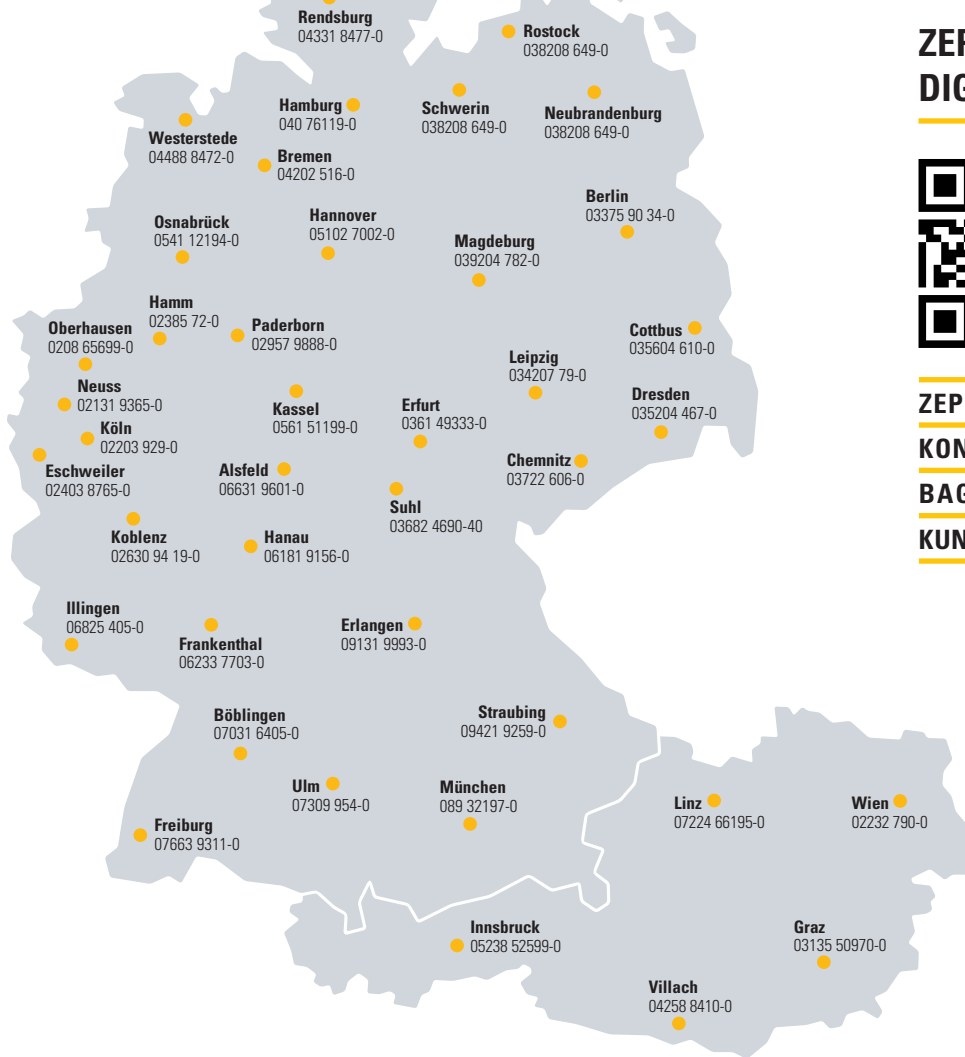 Rendsburg
04331 8477-0
Rostock
038208 649-0
Hamburg
040 76119-0
Schwerin
038208 649-0
Neubrandenburg
038208 649-0
Westerstede
04488 8472-0
Bremen
04202 516-0
Berlin
03375 90 34-0
Osnabrück
0541 12194-0
Hannover
05102 7002-0
Magdeburg
039204 782-0
Hamm
02385 72-0
Oberhausen
0208 65699-0
Paderborn
02957 9888-0
Cottbus
035604 610-0
Leipzig
034207 79-0
Neuss
02131 9365-0
Kassel
0561 51199-0
Erfurt
0361 49333-0
Dresden
035204 467-0
Köln
02203 929-0
Eschweiler
02403 8765-0
Alsfeld
06631 9601-0
Chemnitz
03722 606-0
Suhl
03682 4690-40
Koblenz
02630 94 19-0
Hanau
06181 9156-0
Illingen
06825 405-0
Frankenthal
06233 7703-0
Erlangen
09131 9993-0
Böblingen
07031 6405-0
Straubing
09421 9259-0
Ulm
07309 954-0
München
089 32197-0
Freiburg
07663 9311-0
Linz
07224 66195-0
Wien
02232 790-0
Innsbruck
05238 52599-0
Graz
03135 50970-0
Villach
04258 8410-0
ZEP
KON
BAG
KUN